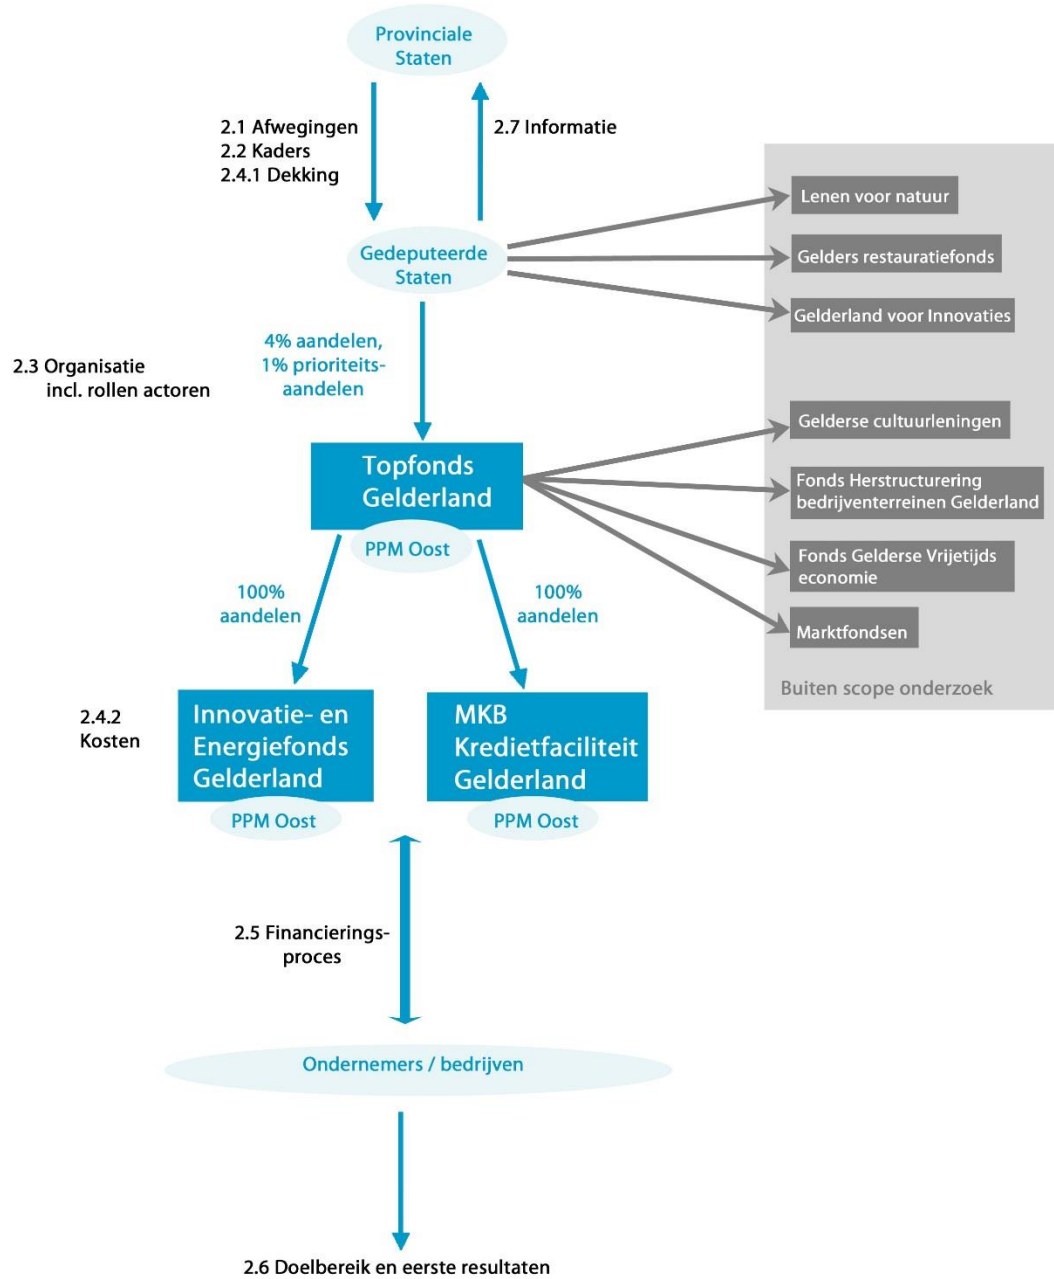 Provinciale
Staten
2.1 Afwegingen
2.2 Kaders
2.4.1 Dekking
2.7 Informatie
Gedeputeerde
Staten
Lenen voor natuur
Gelders restauratiefonds
Gelderland voor Innovaties
2.3 Organisatie
incl. rollen actoren
4% aandelen,
1% prioriteits-
aandelen
Topfonds
Gelderland
PPM Oost
Gelderse cultuurleningen
Fonds Herstructurering
bedrijventerreinen Gelderland
Fonds Gelderse Vrijetijds
economie
Marktfondsen
Buiten scope onderzoek
100%
aandelen
100%
aandelen
2.4.2
Kosten
Innovatie- en
Energiefonds
Gelderland
PPM Oost
MKB
Kredietfaciliteit
Gelderland
PPM Oost
2.5 Financierings-
proces
Ondernemers / bedrijven
2.6 Doelbereik en eerste resultaten